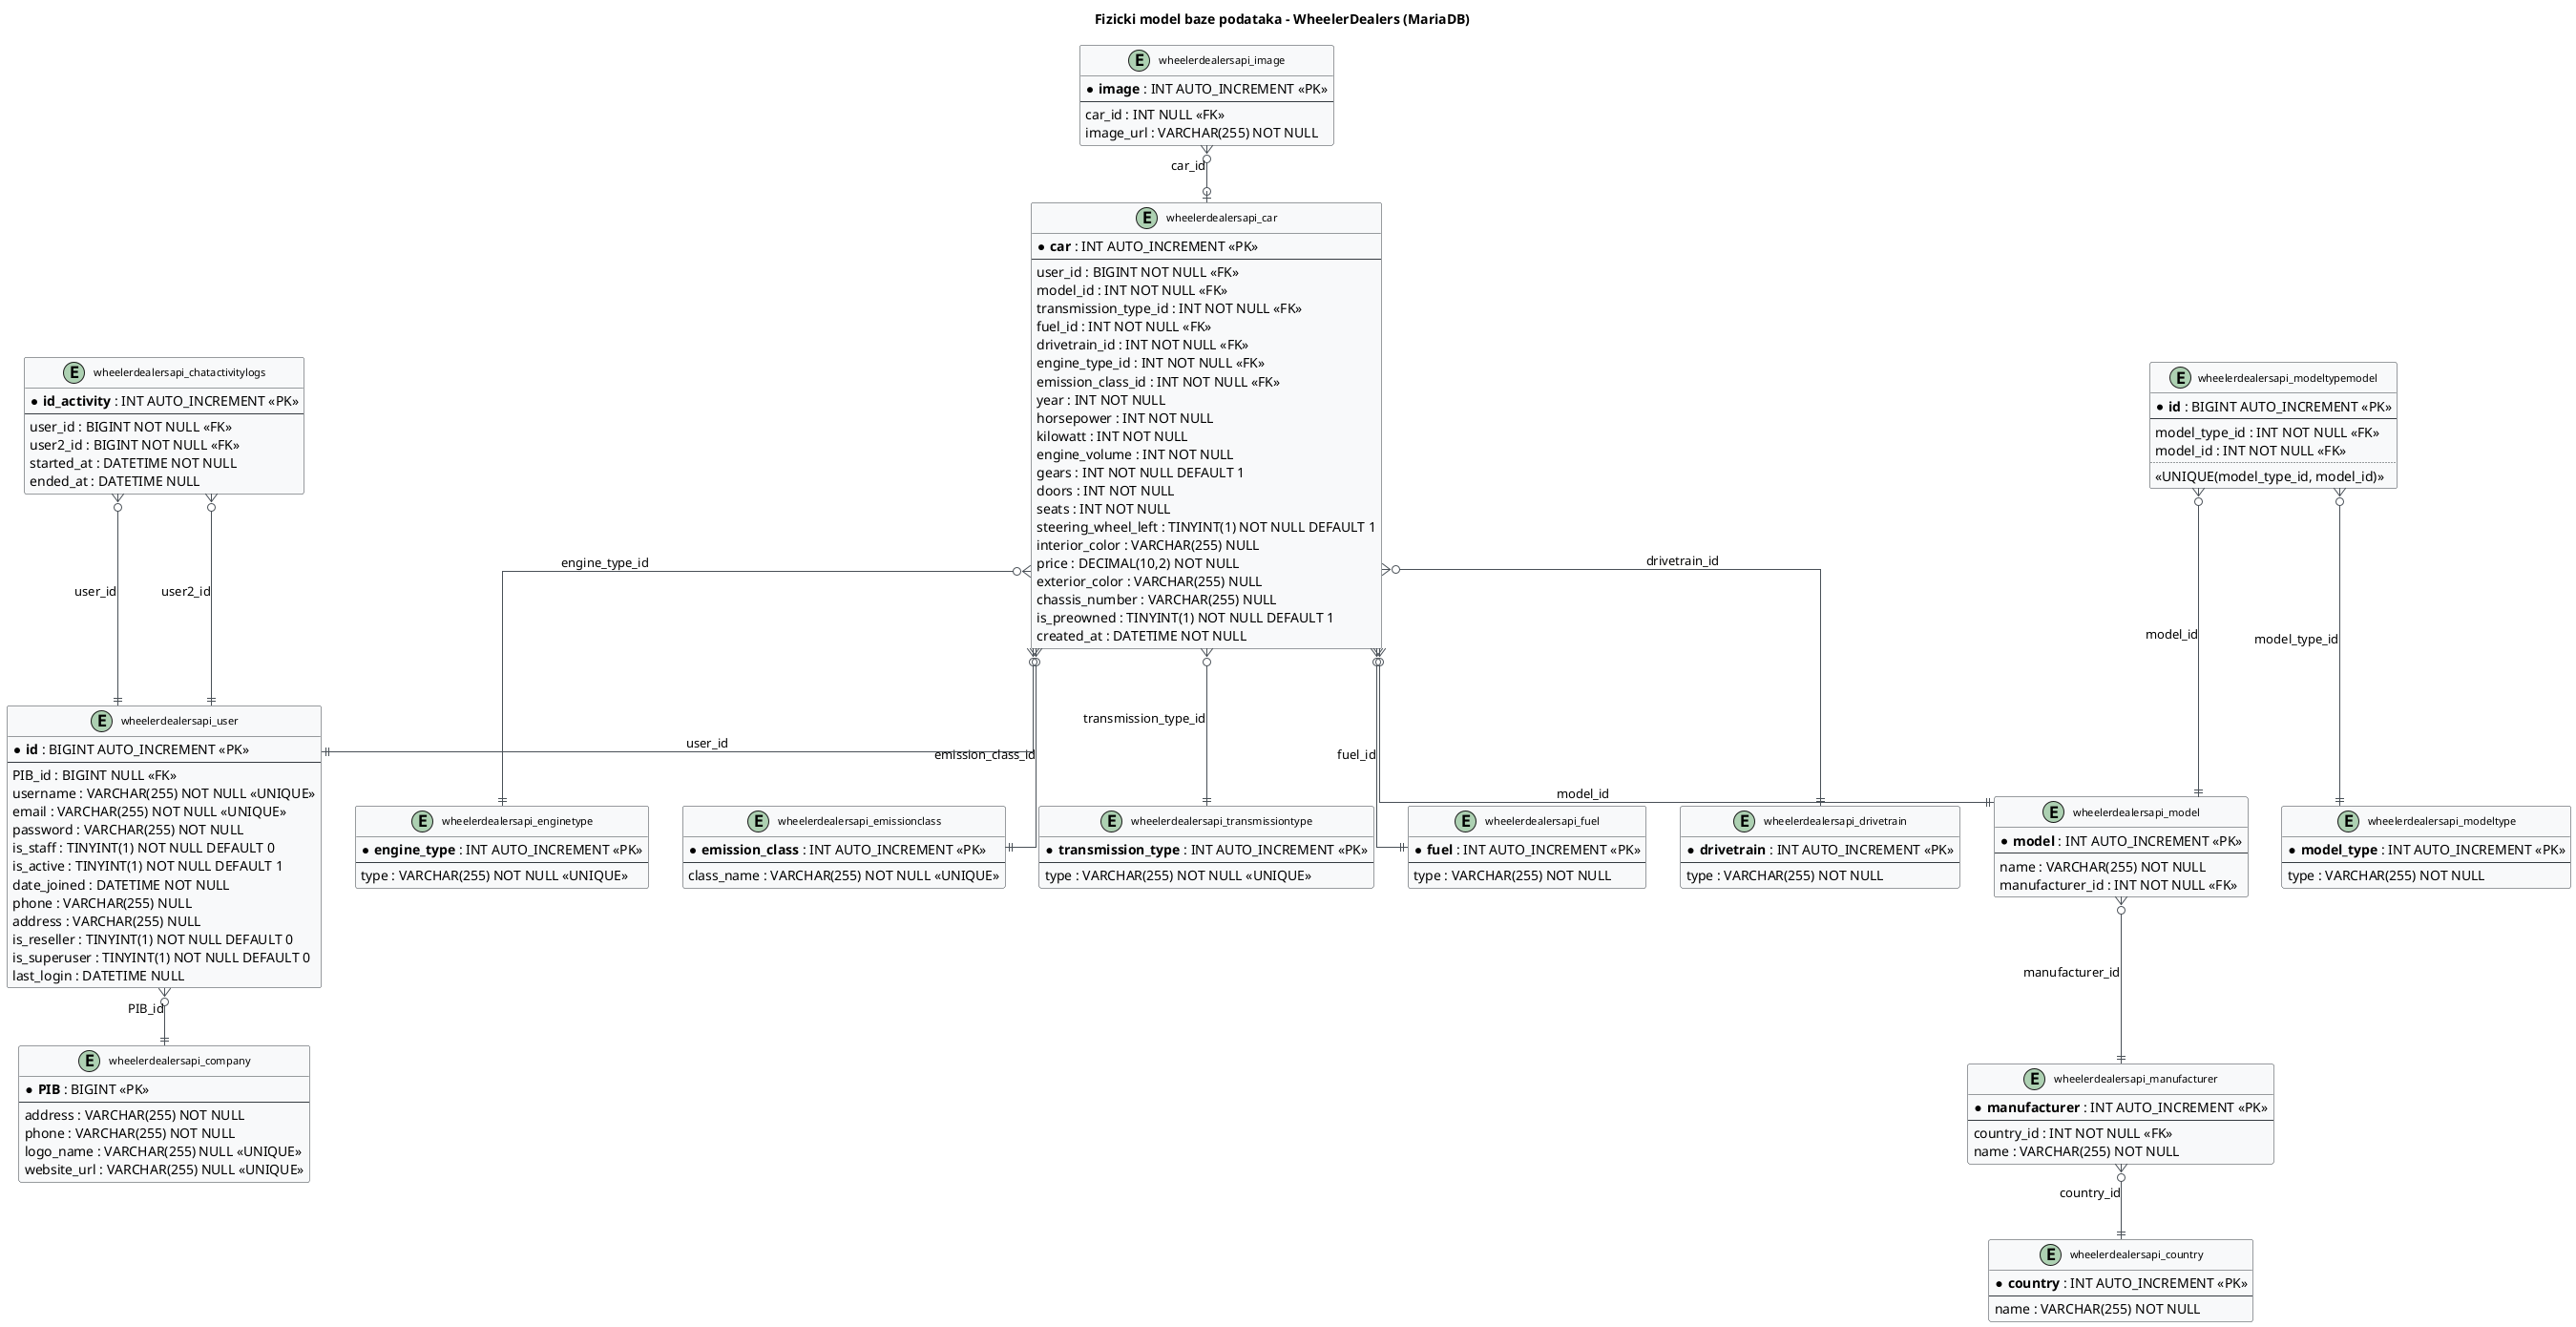 Fizicki model baze podataka - WheelerDealers (MariaDB)
E wheelerdealersapi_image
* image : INT AUTO_INCREMENT «PK»
car_id : INT NULL «FK»
image_url : VARCHAR(255) NOT NULL
car_id
E wheelerdealersapi_car
* car : INT AUTO_INCREMENT «PK»
user_id : BIGINT NOT NULL «FK»
model_id : INT NOT NULL «FK»
transmission_type_id : INT NOT NULL «FK»
fuel_id : INT NOT NULL «FK»
drivetrain_id : INT NOT NULL «FK»
engine_type_id : INT NOT NULL «FK»
emission_class_id : INT NOT NULL «FK»
year : INT NOT NULL
horsepower : INT NOT NULL
kilowatt : INT NOT NULL
engine_volume : INT NOT NULL
gears : INT NOT NULL DEFAULT 1
doors : INT NOT NULL
seats : INT NOT NULL
steering_wheel_left : TINYINT(1) NOT NULL DEFAULT 1
interior_color : VARCHAR(255) NULL
price : DECIMAL(10,2) NOT NULL
exterior_color : VARCHAR(255) NULL
chassis_number : VARCHAR(255) NULL
is_preowned : TINYINT(1) NOT NULL DEFAULT 1
created_at : DATETIME NOT NULL
E wheelerdealersapi_chatactivitylogs
* id_activity : INT AUTO_INCREMENT «PK»
user_id : BIGINT NOT NULL «FK»
user2_id : BIGINT NOT NULL «FK»
started_at : DATETIME NOT NULL
ended_at : DATETIME NULL
E wheelerdealersapi_modeltypemodel
* id : BIGINT AUTO_INCREMENT «PK»
model_type_id : INT NOT NULL «FK»
model_id : INT NOT NULL «FK»
«UNIQUE(model_type_id, model_id)»
user_id
user2_id
engine_type_id
drivetrain_id
model_id
model_type_id
user_id
emission_class_id
transmission_type_id
fuel_id
model_id
E wheelerdealersapi_user
* id : BIGINT AUTO_INCREMENT «PK»
PIB_id : BIGINT NULL «FK»
username : VARCHAR(255) NOT NULL «UNIQUE»
email : VARCHAR(255) NOT NULL «UNIQUE»
password : VARCHAR(255) NOT NULL
is_staff : TINYINT(1) NOT NULL DEFAULT 0
is_active : TINYINT(1) NOT NULL DEFAULT 1
date_joined : DATETIME NOT NULL
phone : VARCHAR(255) NULL
address : VARCHAR(255) NULL
is_reseller : TINYINT(1) NOT NULL DEFAULT 0
is_superuser : TINYINT(1) NOT NULL DEFAULT 0
last_login : DATETIME NULL
E wheelerdealersapi_enginetype
* engine_type : INT AUTO_INCREMENT «PK»
type : VARCHAR(255) NOT NULL «UNIQUE»
E wheelerdealersapi_emissionclass
* emission_class : INT AUTO_INCREMENT «PK»
class_name : VARCHAR(255) NOT NULL «UNIQUE»
E wheelerdealersapi_transmissiontype
* transmission_type : INT AUTO_INCREMENT «PK»
type : VARCHAR(255) NOT NULL «UNIQUE»
E wheelerdealersapi_fuel
* fuel : INT AUTO_INCREMENT «PK»
type : VARCHAR(255) NOT NULL
E wheelerdealersapi_drivetrain
* drivetrain : INT AUTO_INCREMENT «PK»
type : VARCHAR(255) NOT NULL
E wheelerdealersapi_model
* model : INT AUTO_INCREMENT «PK»
name : VARCHAR(255) NOT NULL
manufacturer_id : INT NOT NULL «FK»
E wheelerdealersapi_modeltype
* model_type : INT AUTO_INCREMENT «PK»
type : VARCHAR(255) NOT NULL
PIB_id
manufacturer_id
E wheelerdealersapi_company
* PIB : BIGINT «PK»
address : VARCHAR(255) NOT NULL
phone : VARCHAR(255) NOT NULL
logo_name : VARCHAR(255) NULL «UNIQUE»
website_url : VARCHAR(255) NULL «UNIQUE»
E wheelerdealersapi_manufacturer
* manufacturer : INT AUTO_INCREMENT «PK»
country_id : INT NOT NULL «FK»
name : VARCHAR(255) NOT NULL
country_id
E wheelerdealersapi_country
* country : INT AUTO_INCREMENT «PK»
name : VARCHAR(255) NOT NULL